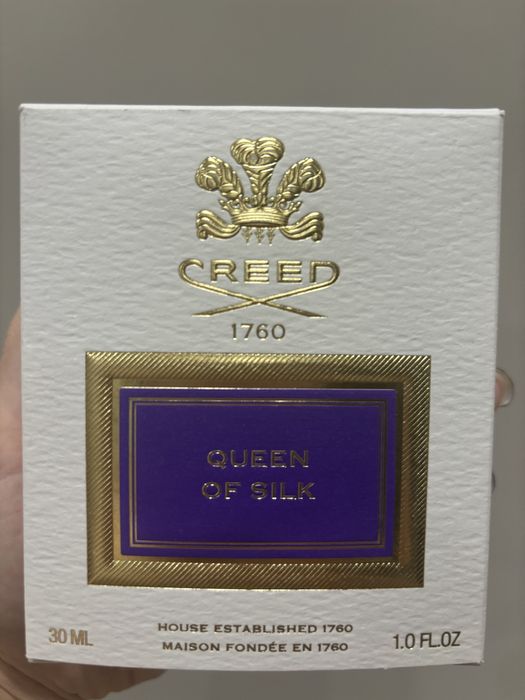 CREED
1760
QUEEN
OF SILK
HOUSE ESTABLISHED 1760
30 ML
MAISON FONDÉE EN 1760
1.0 FL.OZ